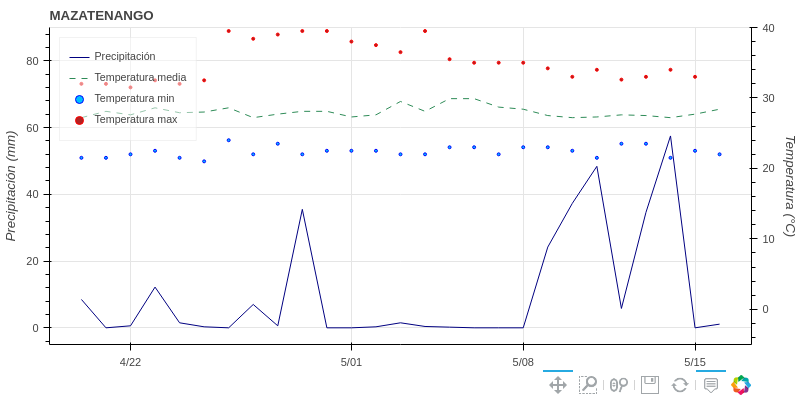 MAZATENANGO
Precipitación
Temperatura media
Temperatura min
Temperatura max
Precipitación (mm)
80
60
40
20
0
Temperatura (°C)
40
30
20
10
0
4/22
5/01
5/08
5/15